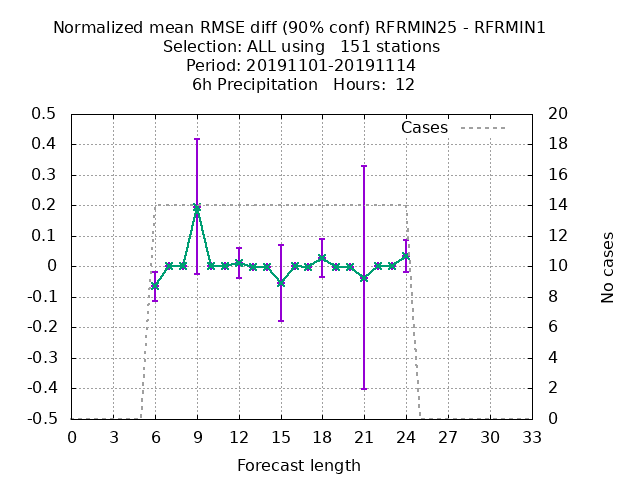 Normalized mean RMSE diff (90% conf) RFRMIN25 - RFRMIN1
Selection: ALL using   151 stations
Period: 20191101-20191114
6h Precipitation   Hours:  12
Cases
0.5
0.4
0.3
0.2
0.1
0
-0.1
-0.2
-0.3
-0.4
-0.5
20
18
16
14
12
10
8
6
4
2
0
No cases
0 3 6 9 12 15 18 21 24 27 30 33
Forecast length